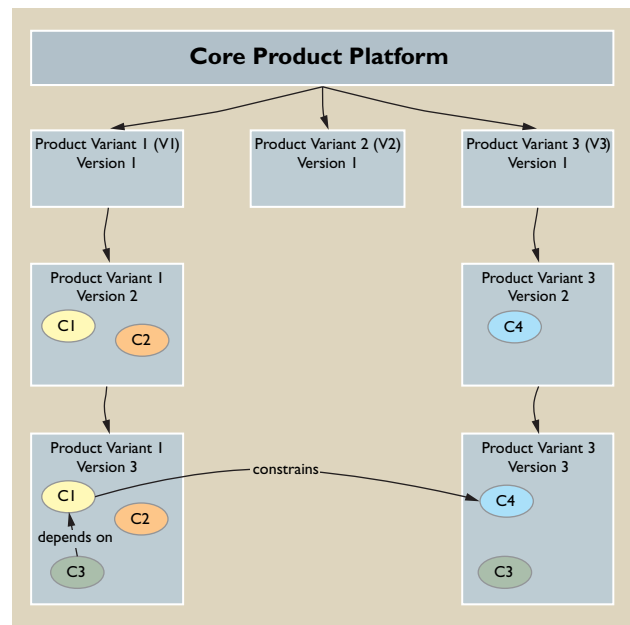 Core Product Platform
Product Variant 1 (V1)
Version 1
Product Variant 2 (V2)
Version 1
Product Variant 3 (V3)
Version 1
Product Variant 1
Version 2
C1
C2
Product Variant 3
Version 2
C4
Product Variant 1
Version 3
C1
C2
depends on
C3
constrains
Product Variant 3
Version 3
C4
C3